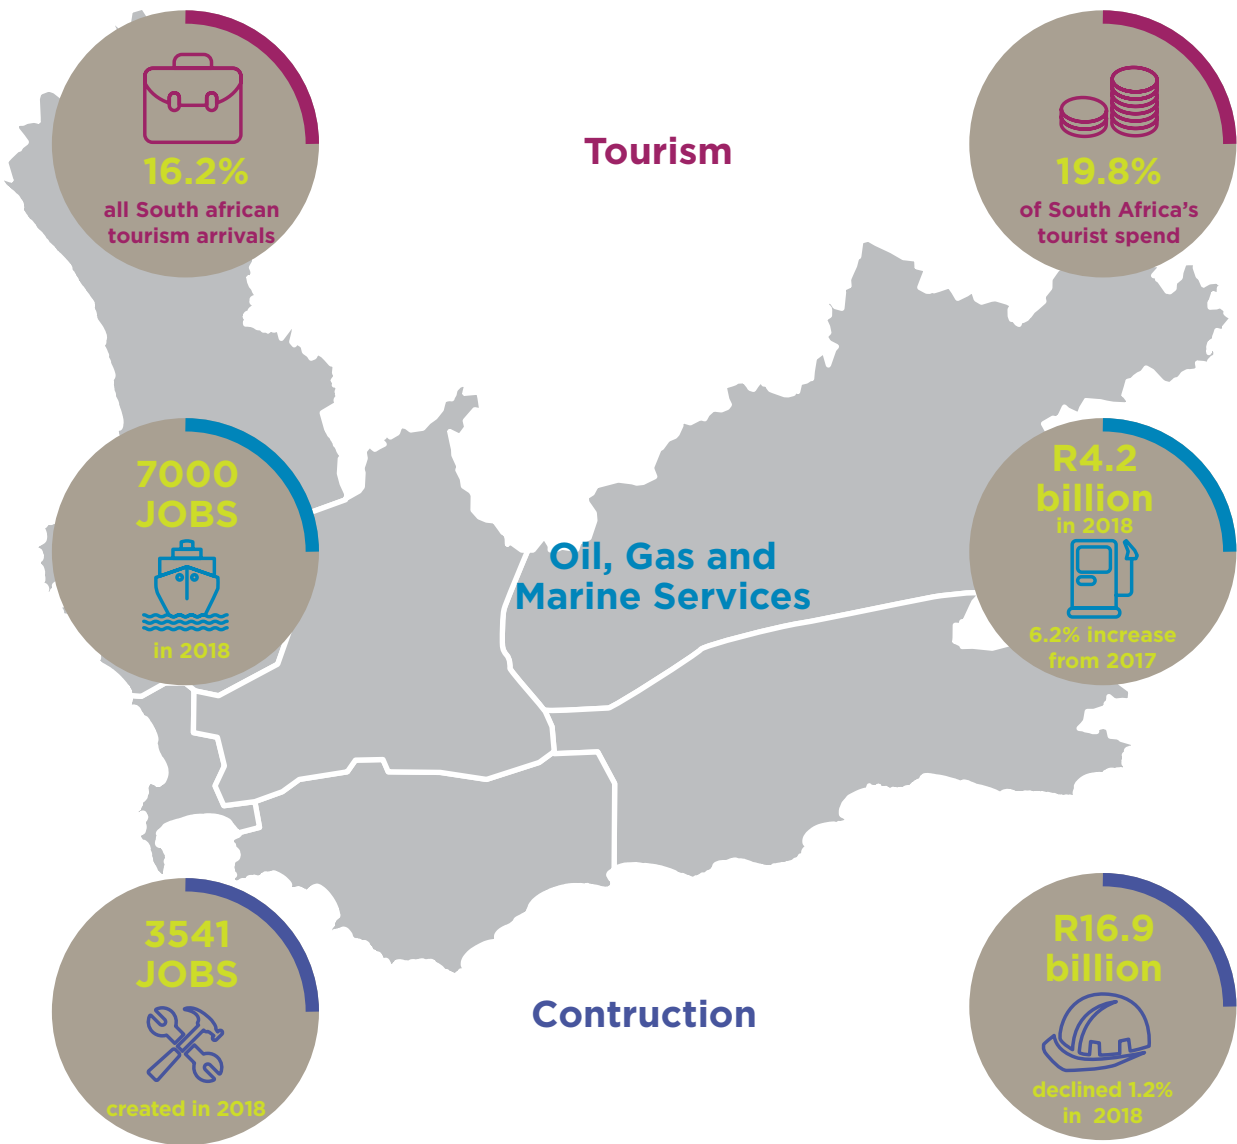 16.2%
all South african
tourism arrivals
Tourism
19.8%
of South Africa’s
tourist spend
7000
JOBS
in 2018
Oil, Gas and
Marine Services
R4.2
billion
in 2018
6.2% increase
from 2017
3541
JOBS
created in 2018
Contruction
R16.9
billion
declined 1.2%
in 2018